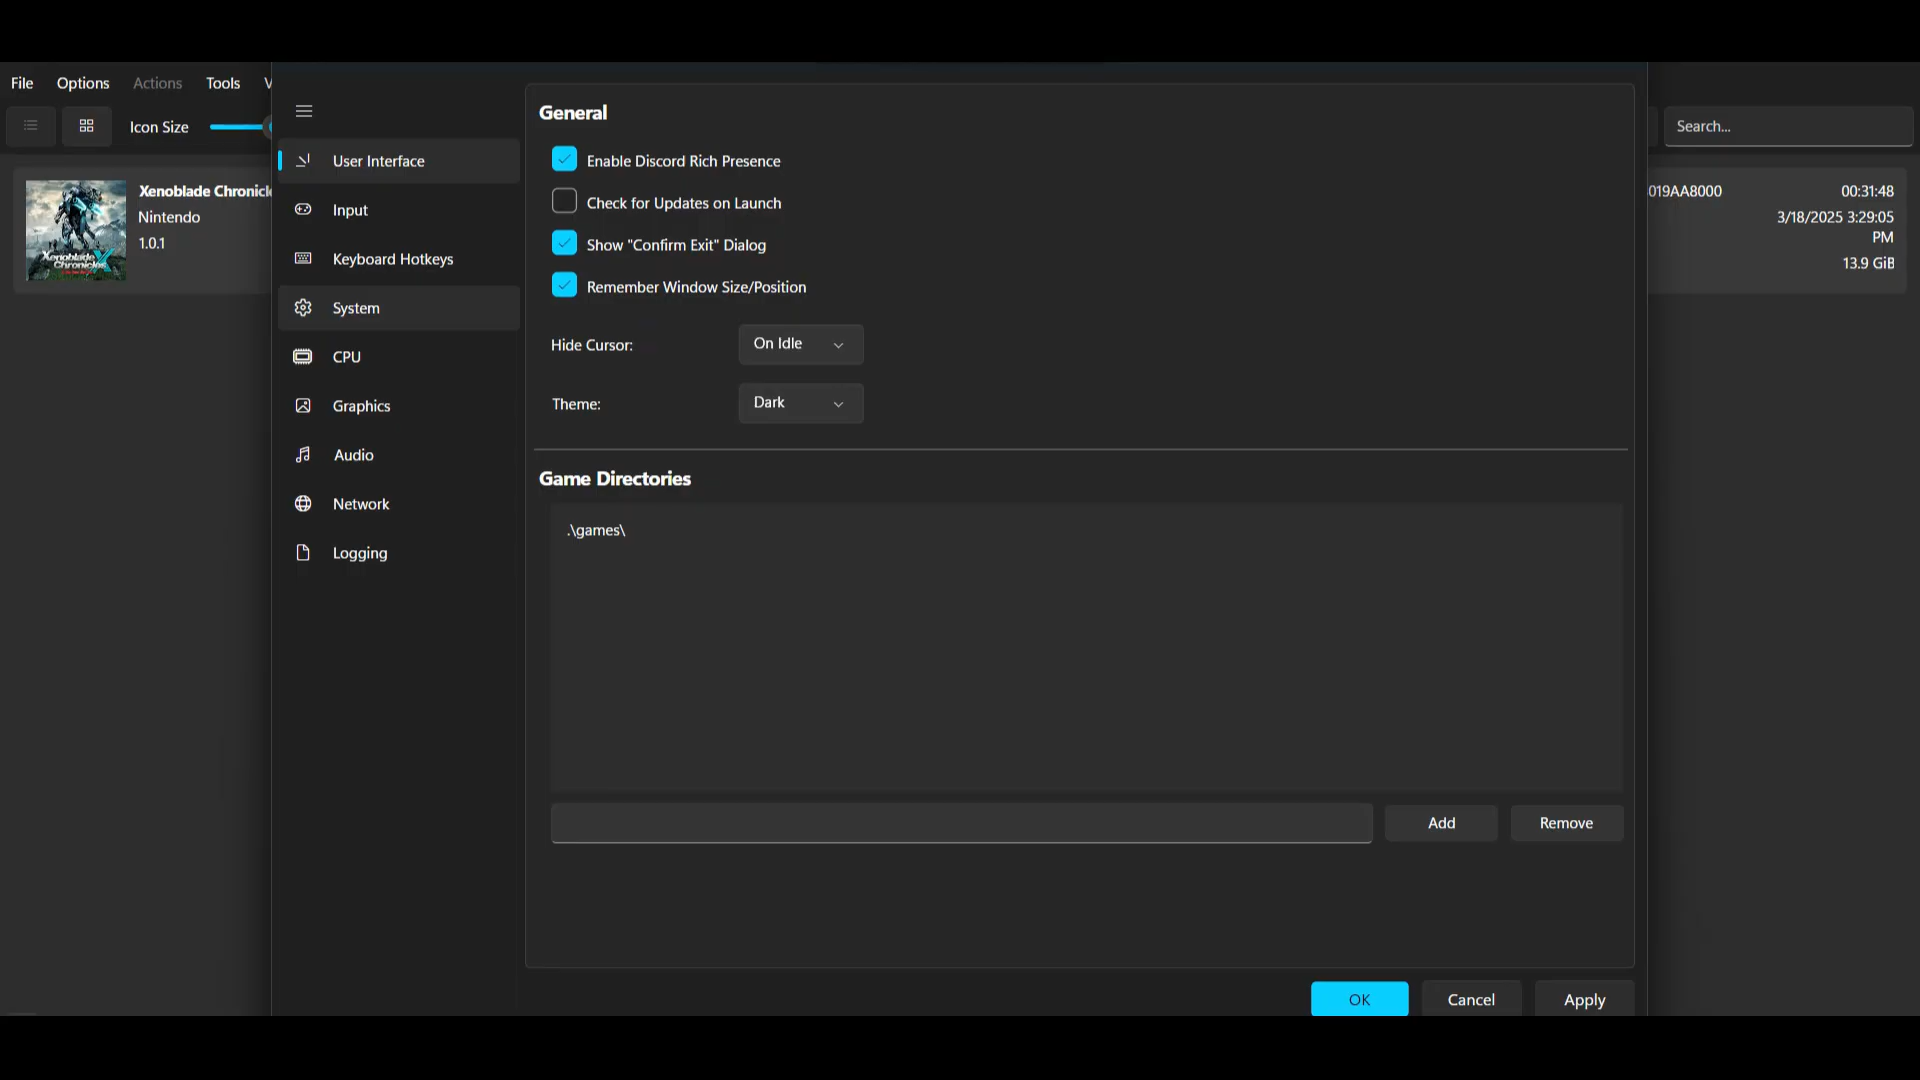 File Options Actions Tools V
Icon Size
Search...
Xenoblade Chronicle
Nintendo
1.0.1
Xenoblade
Chronicles X
User Interface
Input
Keyboard Hotkeys
System
CPU
Graphics
Audio
Network
Logging
General
Enable Discord Rich Presence
Check for Updates on Launch
Show "Confirm Exit" Dialog
Remember Window Size/Position
Hide Cursor: On Idle
Theme: Dark
Game Directories
.\games\
Add Remove
OK Cancel Apply
019AA8000 00:31:48
3/18/2025 3:29:05
PM
13.9 GiB